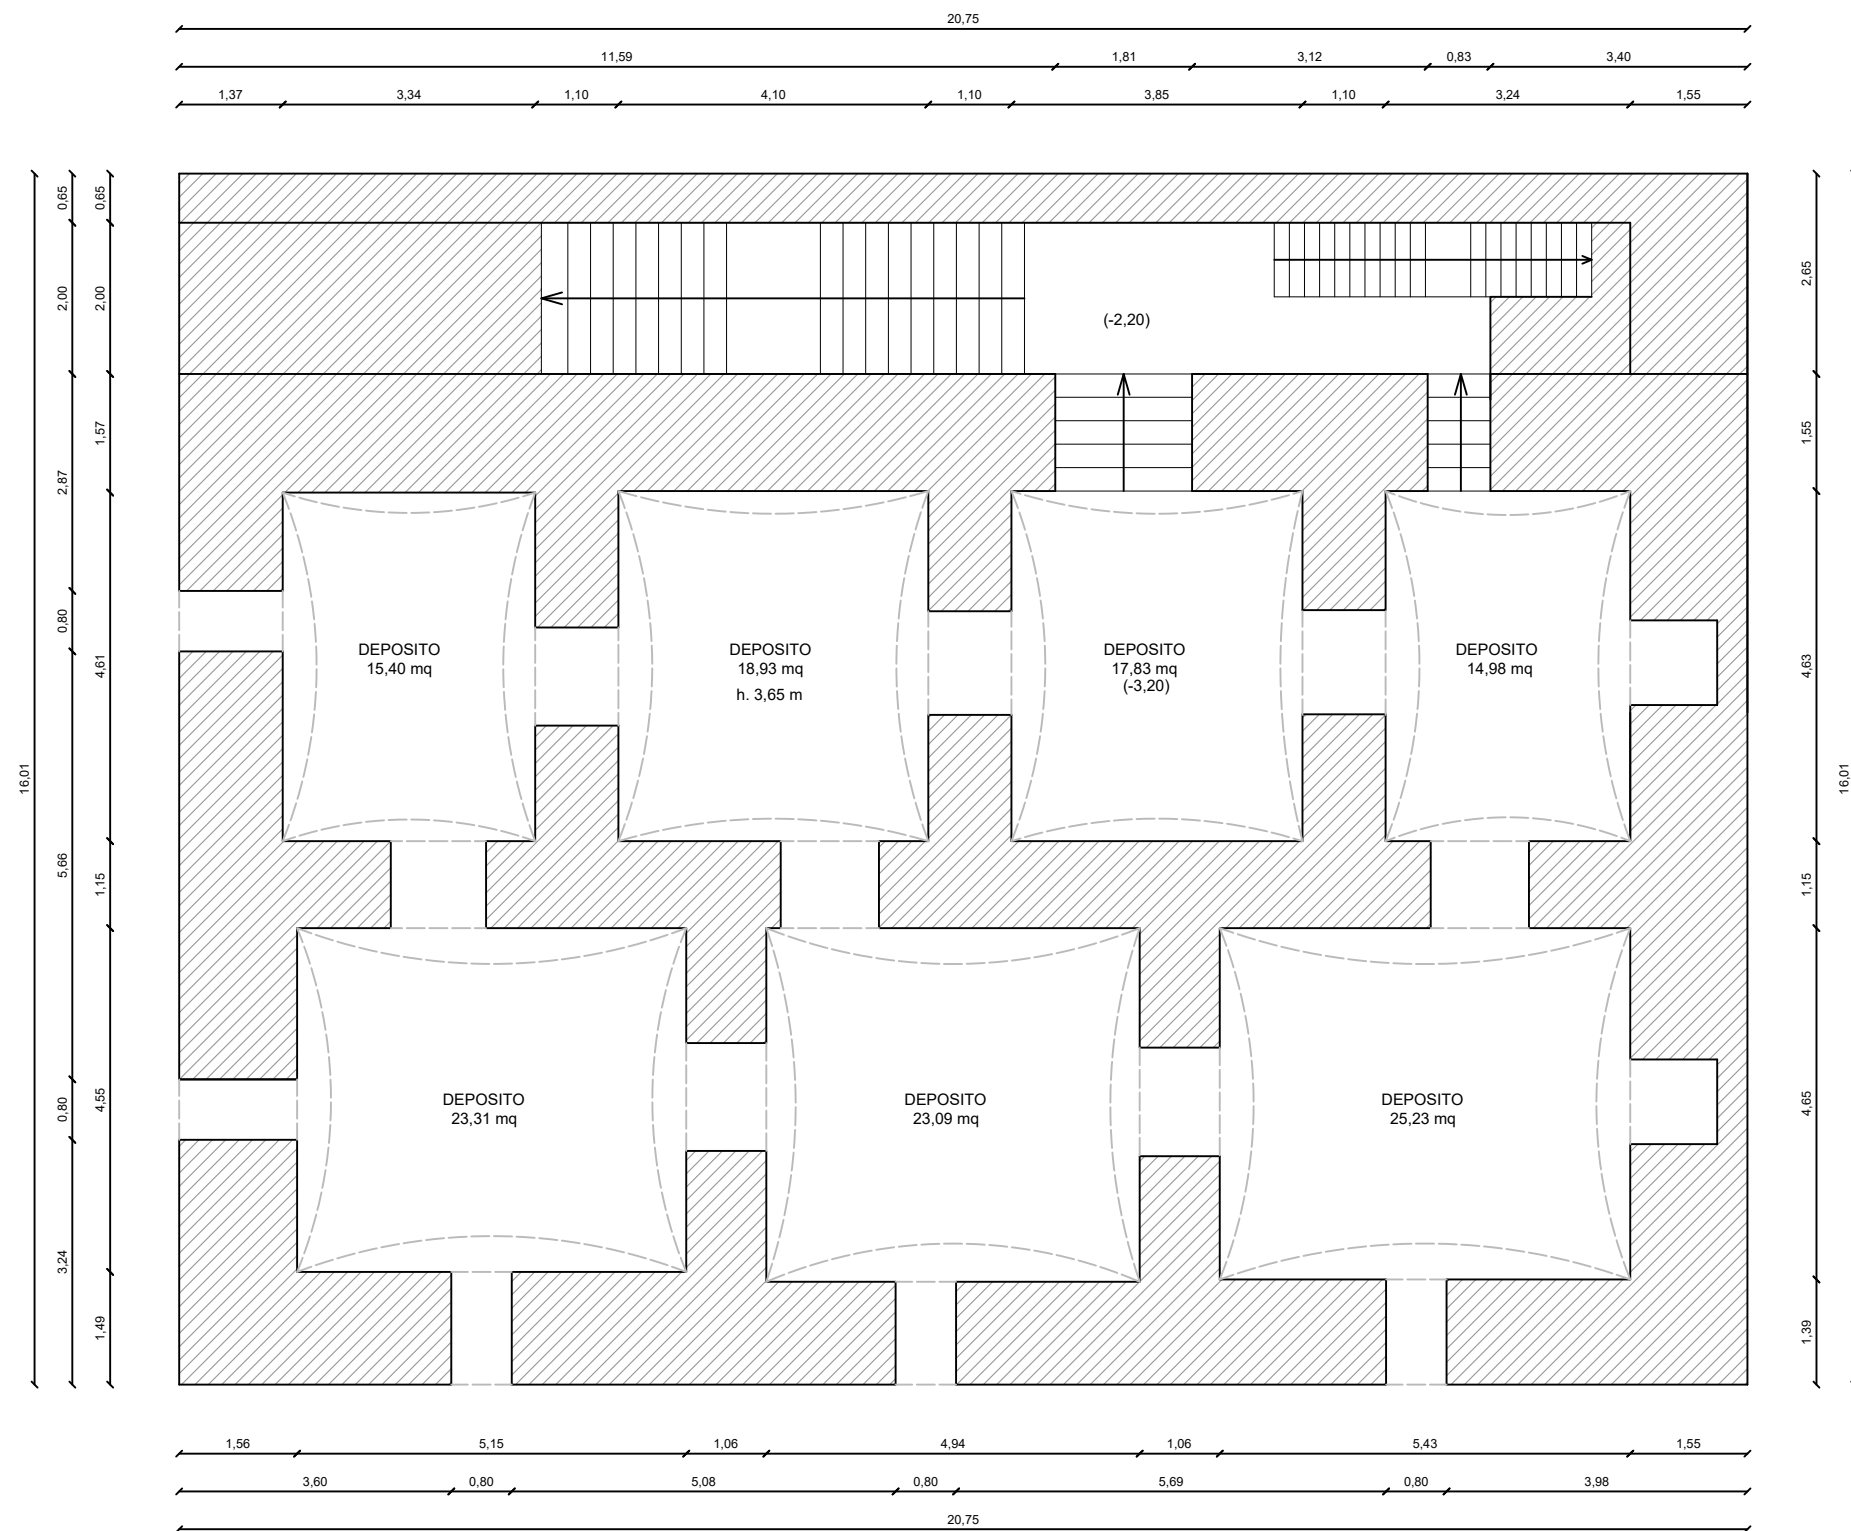 20,75
11,59 1,81 3,12 0,83 3,40
1,37 3,34 1,10 4,10 1,10 3,85 1,10 3,24 1,55
16,01
0,65
2,00
2,87
0,80
5,66
0,80
3,24
0,65
2,00
1,57
4,61
1,15
4,55
1,49
(-2,20)
DEPOSITO
15,40 mq
DEPOSITO
18,93 mq
h. 3,65 m
DEPOSITO
17,83 mq
(-3,20)
DEPOSITO
14,98 mq
DEPOSITO
23,31 mq
DEPOSITO
23,09 mq
DEPOSITO
25,23 mq
2,65
1,55
4,63
1,15
4,65
1,39
16,01
1,56 5,15 1,06 4,94 1,06 5,43 1,55
3,60 0,80 5,08 0,80 5,69 0,80 3,98
20,75